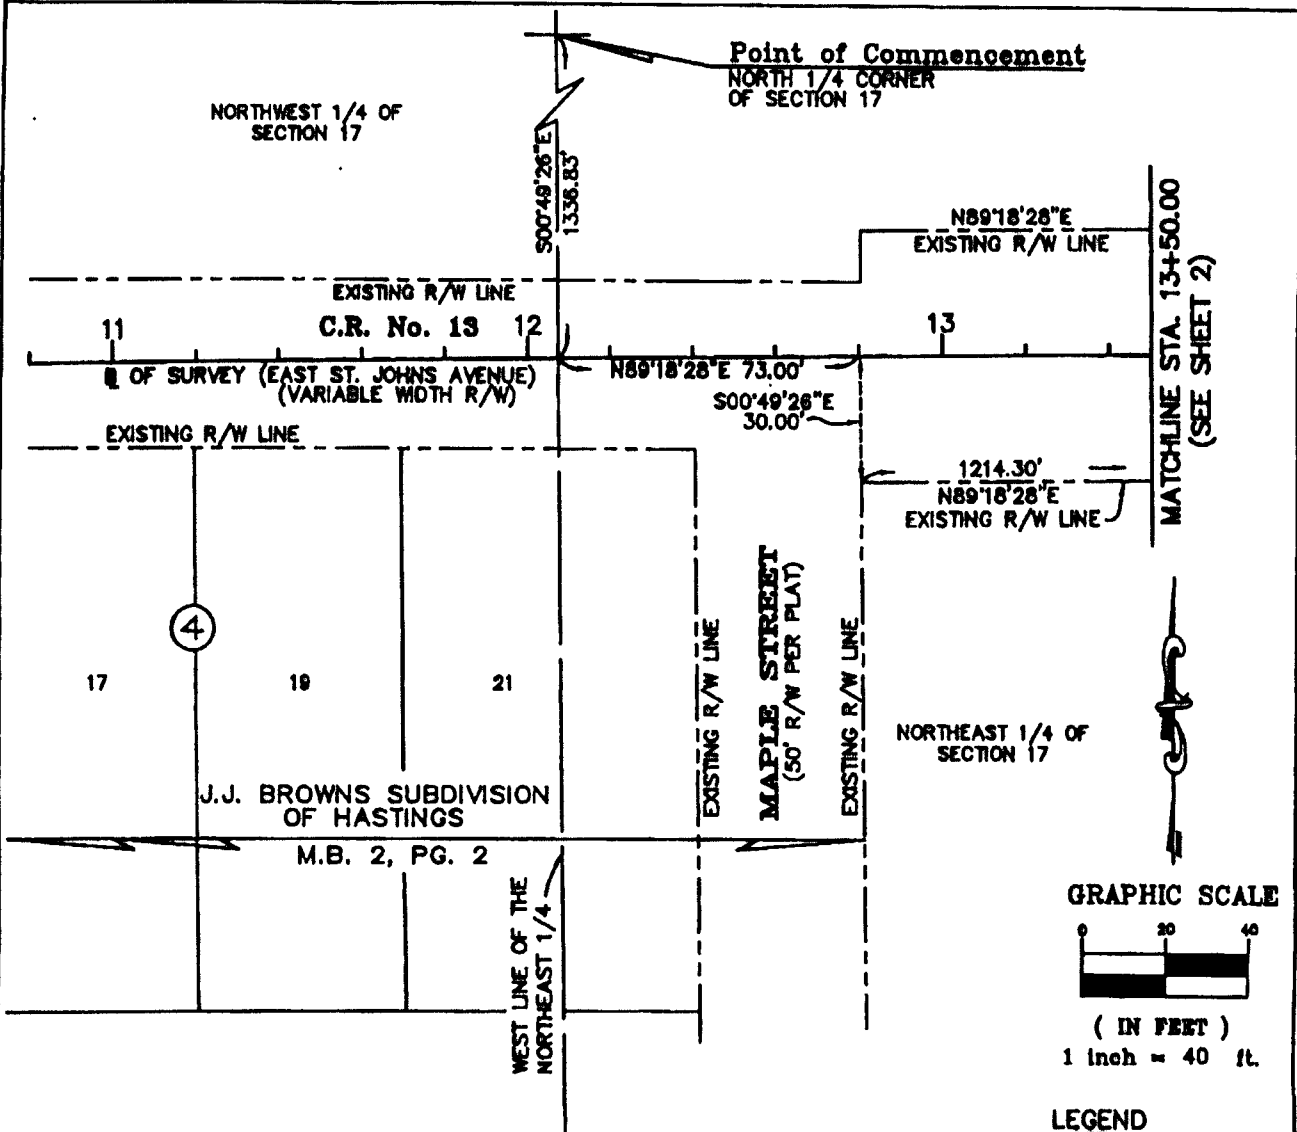 Point of Commencement
NORTH 1/4 CORNER
OF SECTION 17
NORTHWEST 1/4 OF
SECTION 17
S00°49'26"E
1336.83'
N89°18'28"E
EXISTING R/W LINE
MATCHLINE STA. 13+50.00
(SEE SHEET 2)
EXISTING R/W LINE
11
C.R. No. 13
12
13
OF SURVEY (EAST ST. JOHNS AVENUE)
(VARIABLE WIDTH R/W)
N89°18'28"E 73.00'
S00°49'26"E
30.00'
EXISTING R/W LINE
1214.30'
N89°18'28"E
EXISTING R/W LINE
4
17
19
21
EXISTING R/W LINE
MAPLE STREET
(50' R/W PER PLAT)
EXISTING R/W LINE
NORTHEAST 1/4 OF
SECTION 17
J.J. BROWNS SUBDIVISION
OF HASTINGS
M.B. 2, PG. 2
WEST LINE OF THE
NORTHEAST 1/4
GRAPHIC SCALE
0 20 40
( IN FEET )
1 inch = 40 ft.
LEGEND